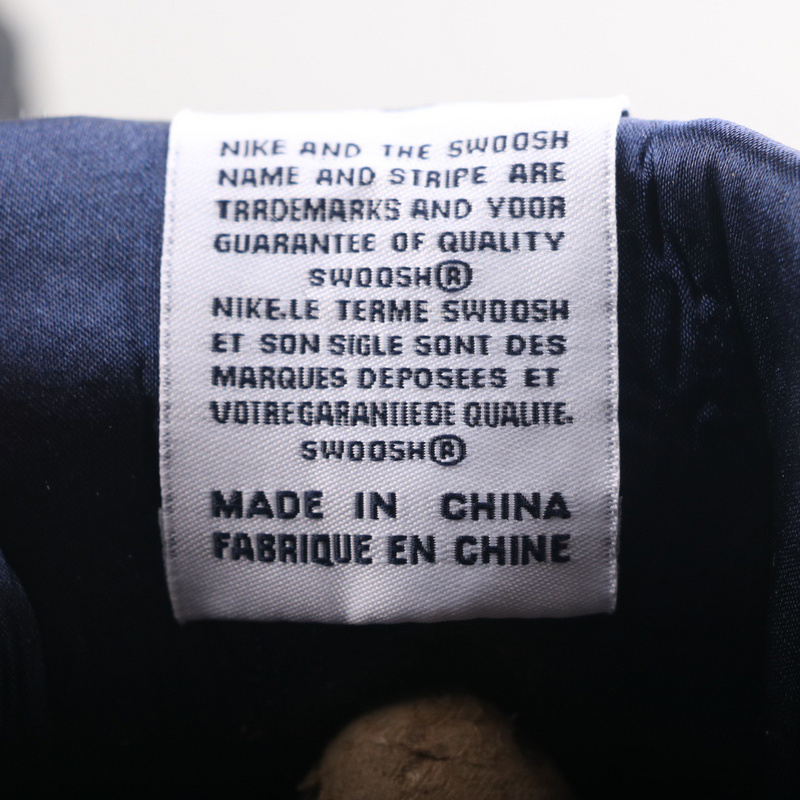 NIKE AND THE SWOOSH
NAME AND STRIPE ARE
TRRDEMARKS AND YOOR
GUARANTEE OF QUALITY
SWOOSH®
NIKE.LE TERME SWOOSH
ET SON SIGLE SONT DES
MARQUES DEPOSEES ET
VOTREGARANTIEDE QUALITE.
SWOOSH®
MADE IN CHINA
FABRIQUE EN CHINE